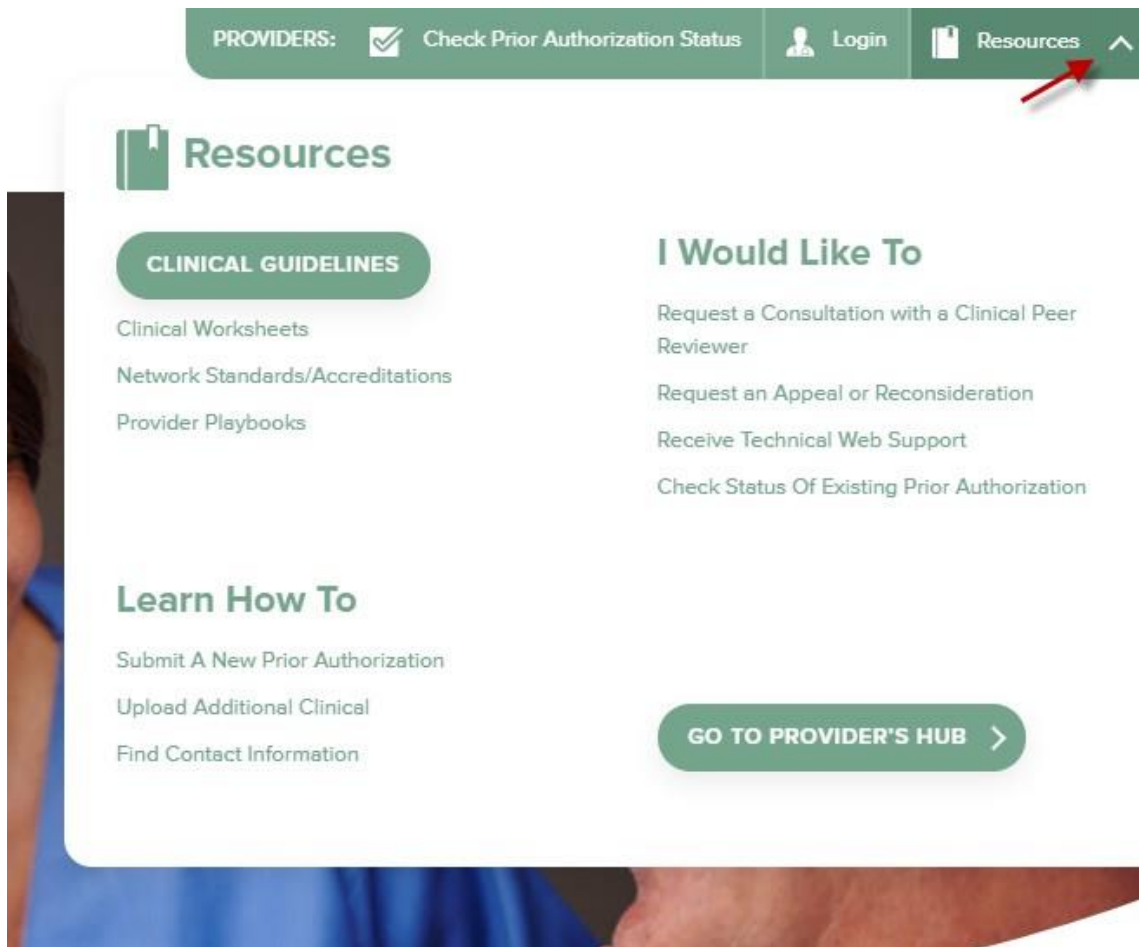 PROVIDERS: Check Prior Authorization Status Login Resources
Resources
CLINICAL GUIDELINES
Clinical Worksheets
Network Standards/Accreditations
Provider Playbooks
I Would Like To
Request a Consultation with a Clinical Peer
Reviewer
Request an Appeal or Reconsideration
Receive Technical Web Support
Check Status Of Existing Prior Authorization
Learn How To
Submit A New Prior Authorization
Upload Additional Clinical
Find Contact Information
GO TO PROVIDER'S HUB